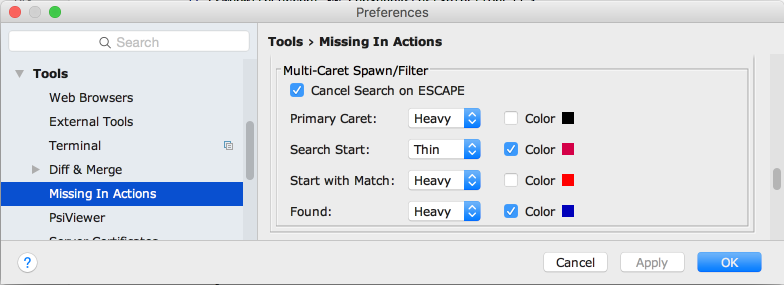 Preferences
Search
Tools › Missing In Actions
Tools
Web Browsers
External Tools
Terminal
Diff & Merge
Missing In Actions
PsiViewer
Multi-Caret Spawn/Filter
Cancel Search on ESCAPE
Primary Caret: Heavy Color
Search Start: Thin Color
Start with Match: Heavy Color
Found: Heavy Color
?
Cancel
Apply
OK